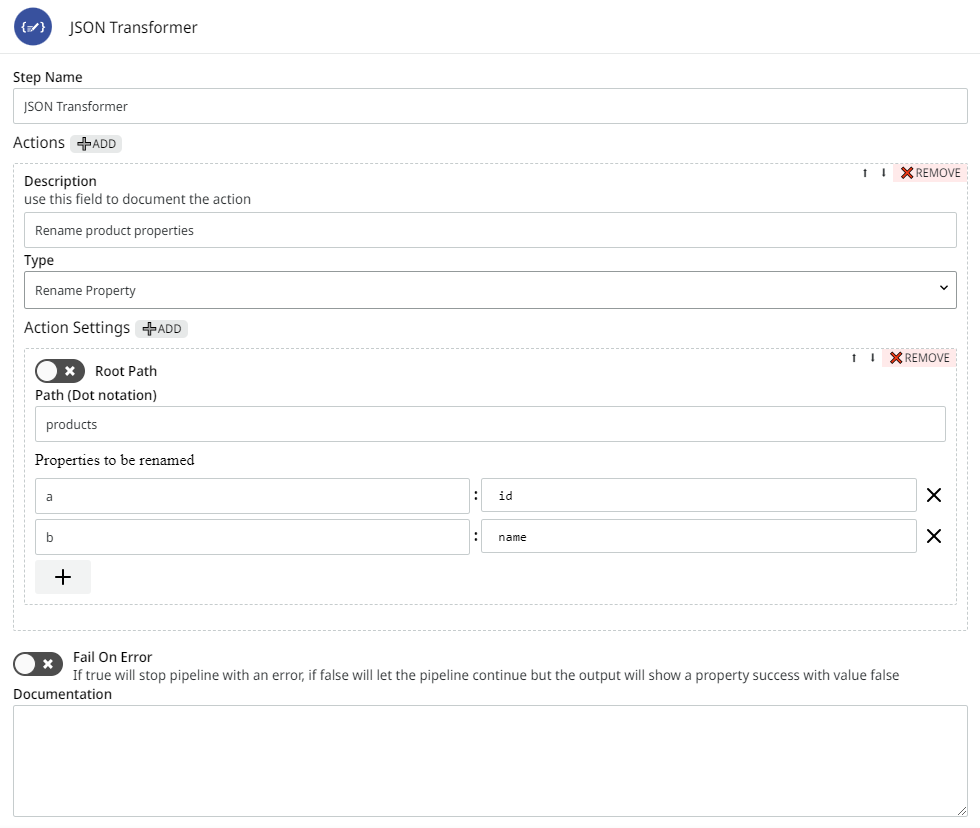 JSON Transformer
Step Name
JSON Transformer
Actions ADD
REMOVE
Description
use this field to document the action
Rename product properties
Type
Rename Property
Action Settings ADD
REMOVE
Root Path
Path (Dot notation)
products
Properties to be renamed
a : id
b : name
Fail On Error
If true will stop pipeline with an error, if false will let the pipeline continue but the output will show a property success with value false
Documentation